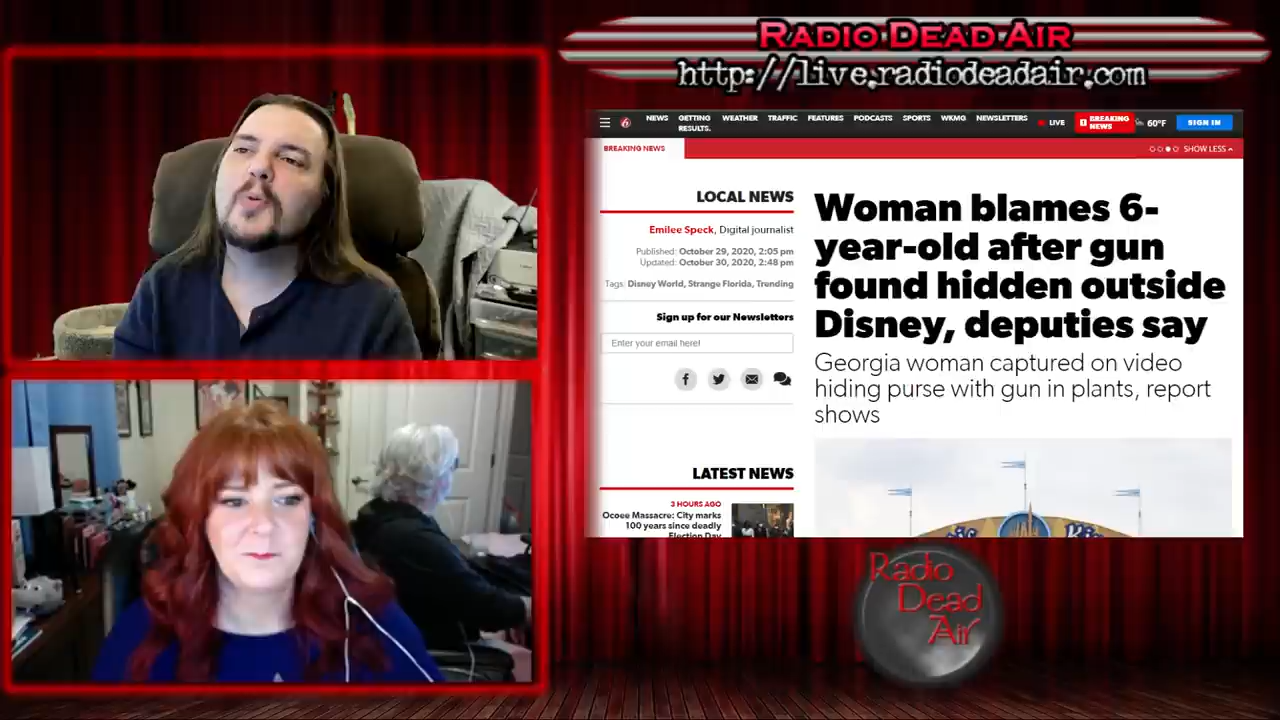 RADIO DEAD AIR
http://live.radiodeadair.com
NEWS GETTING RESULTS. WEATHER TRAFFIC FEATURES PODCASTS SPORTS WKMG NEWSLETTERS LIVE BREAKING NEWS 60°F SIGN IN
BREAKING NEWS
SHOW LESS
LOCAL NEWS
Emilee Speck, Digital journalist
Published: October 29, 2020, 2:05 pm
Updated: October 30, 2020, 2:48 pm
Tags: Disney World, Strange Florida, Trending
Sign up for our Newsletters
Enter your email here!
LATEST NEWS
3 HOURS AGO
Ocoee Massacre: City marks
100 years since deadly
Election Day
Woman blames 6-
year-old after gun
found hidden outside
Disney, deputies say
Georgia woman captured on video
hiding purse with gun in plants, report
shows
Radio
Dead
Air